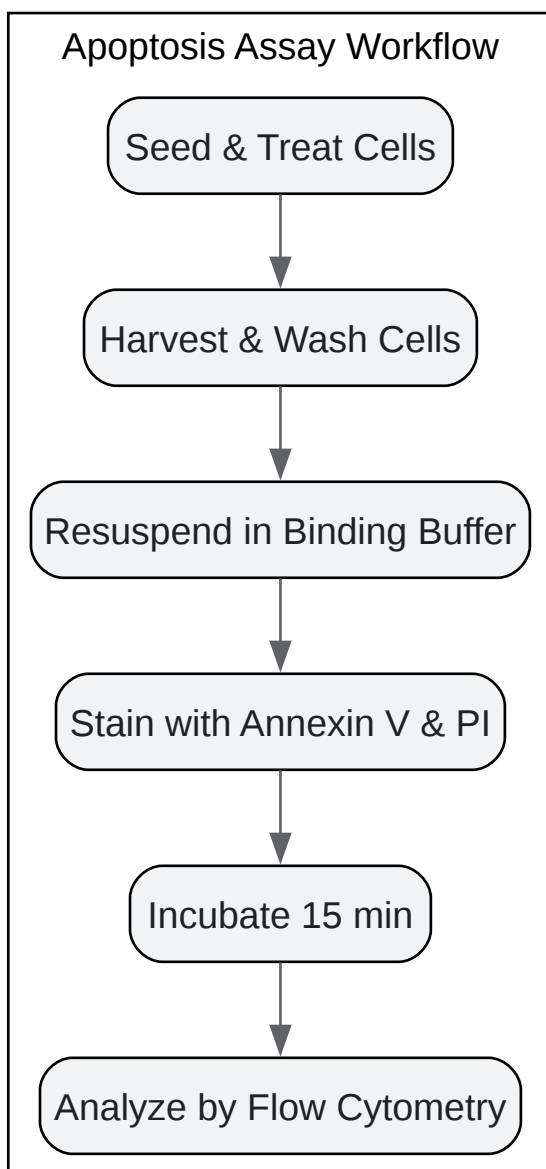 Apoptosis Assay Workflow
Seed & Treat Cells
Harvest & Wash Cells
Resuspend in Binding Buffer
Stain with Annexin V & PI
Incubate 15 min
Analyze by Flow Cytometry